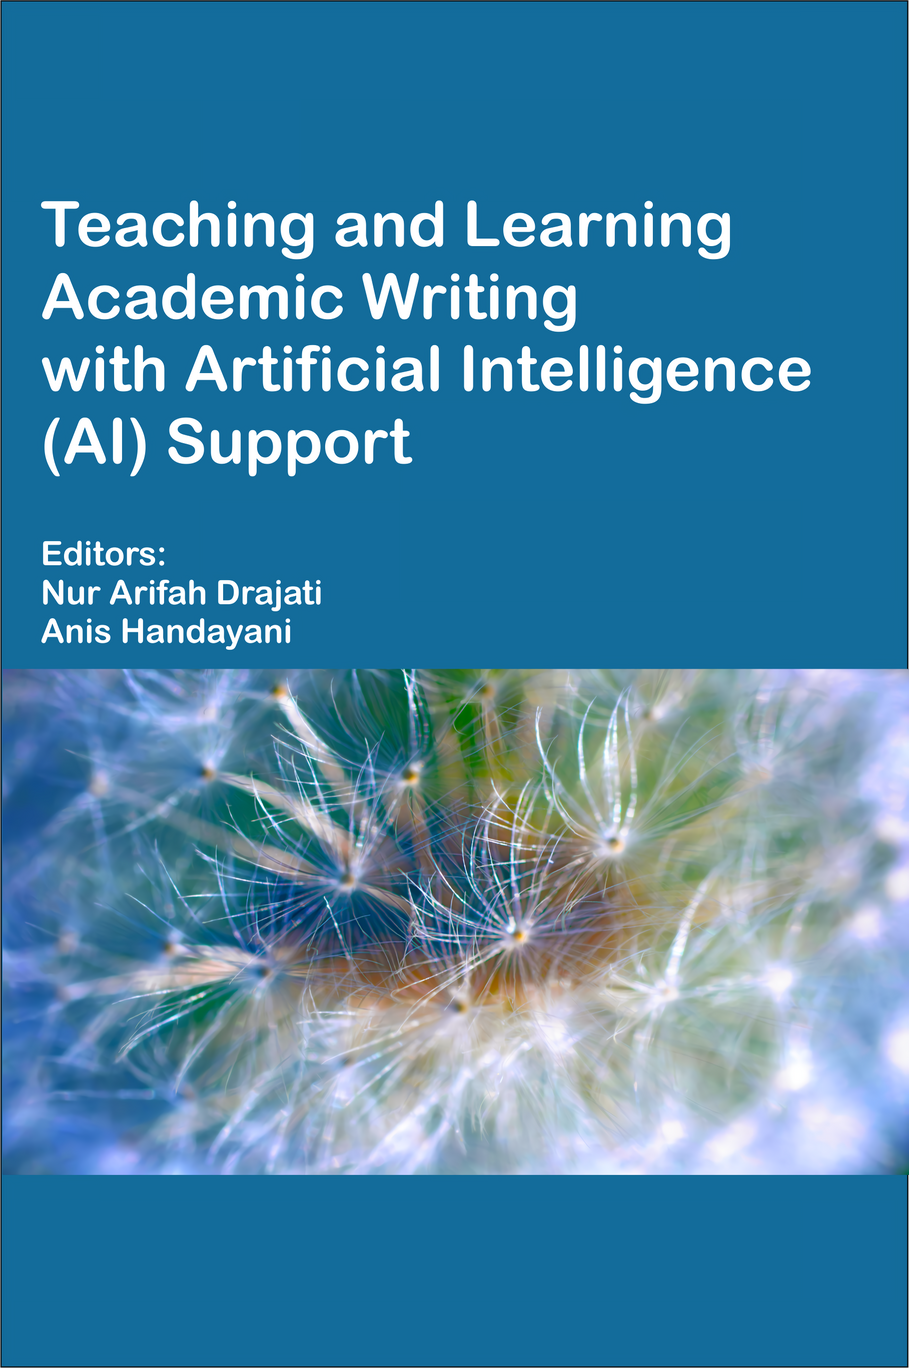 Teaching and Learning
Academic Writing
with Artificial Intelligence
(AI) Support
Editors:
Nur Arifah Drajati
Anis Handayani